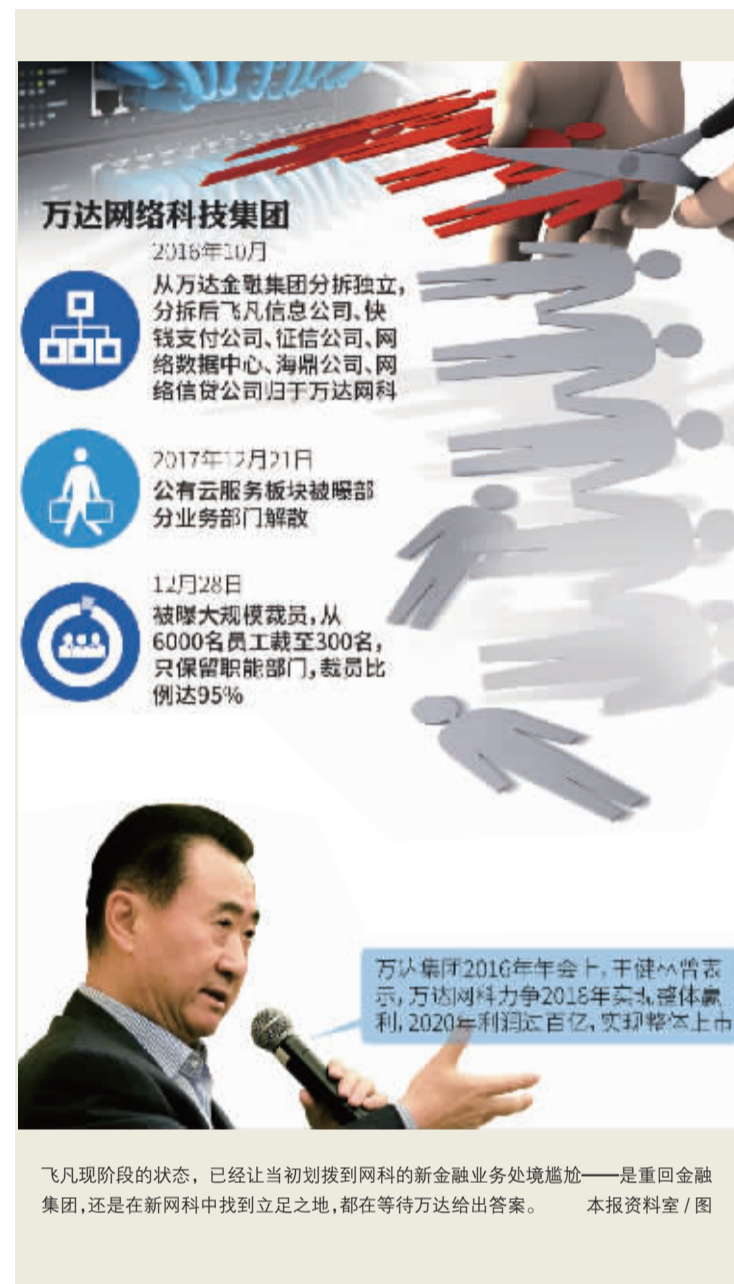 万达网络科技集团
2016年10月
从万达金融集团分拆独立,
分拆后飞凡信息公司、快
钱支付公司、征信公司、网
络数据中心、海鼎公司、网
络信贷公司归于万达网科
2017年12月21日
公有云服务板块被曝部
分业务部门解散
12月28日
被曝大规模裁员,从
6000名员工裁至300名,
只保留职能部门,裁员比
例达95%
万达集团2016年年会上,王健林曾表
示,万达网科力争2018年实现整体赢
利,2020年利润过百亿,实现整体上市
飞凡现阶段的状态，已经让当初划拨到网科的新金融业务处境尴尬——是重回金融
集团,还是在新网科中找到立足之地,都在等待万达给出答案。 本报资料室/图